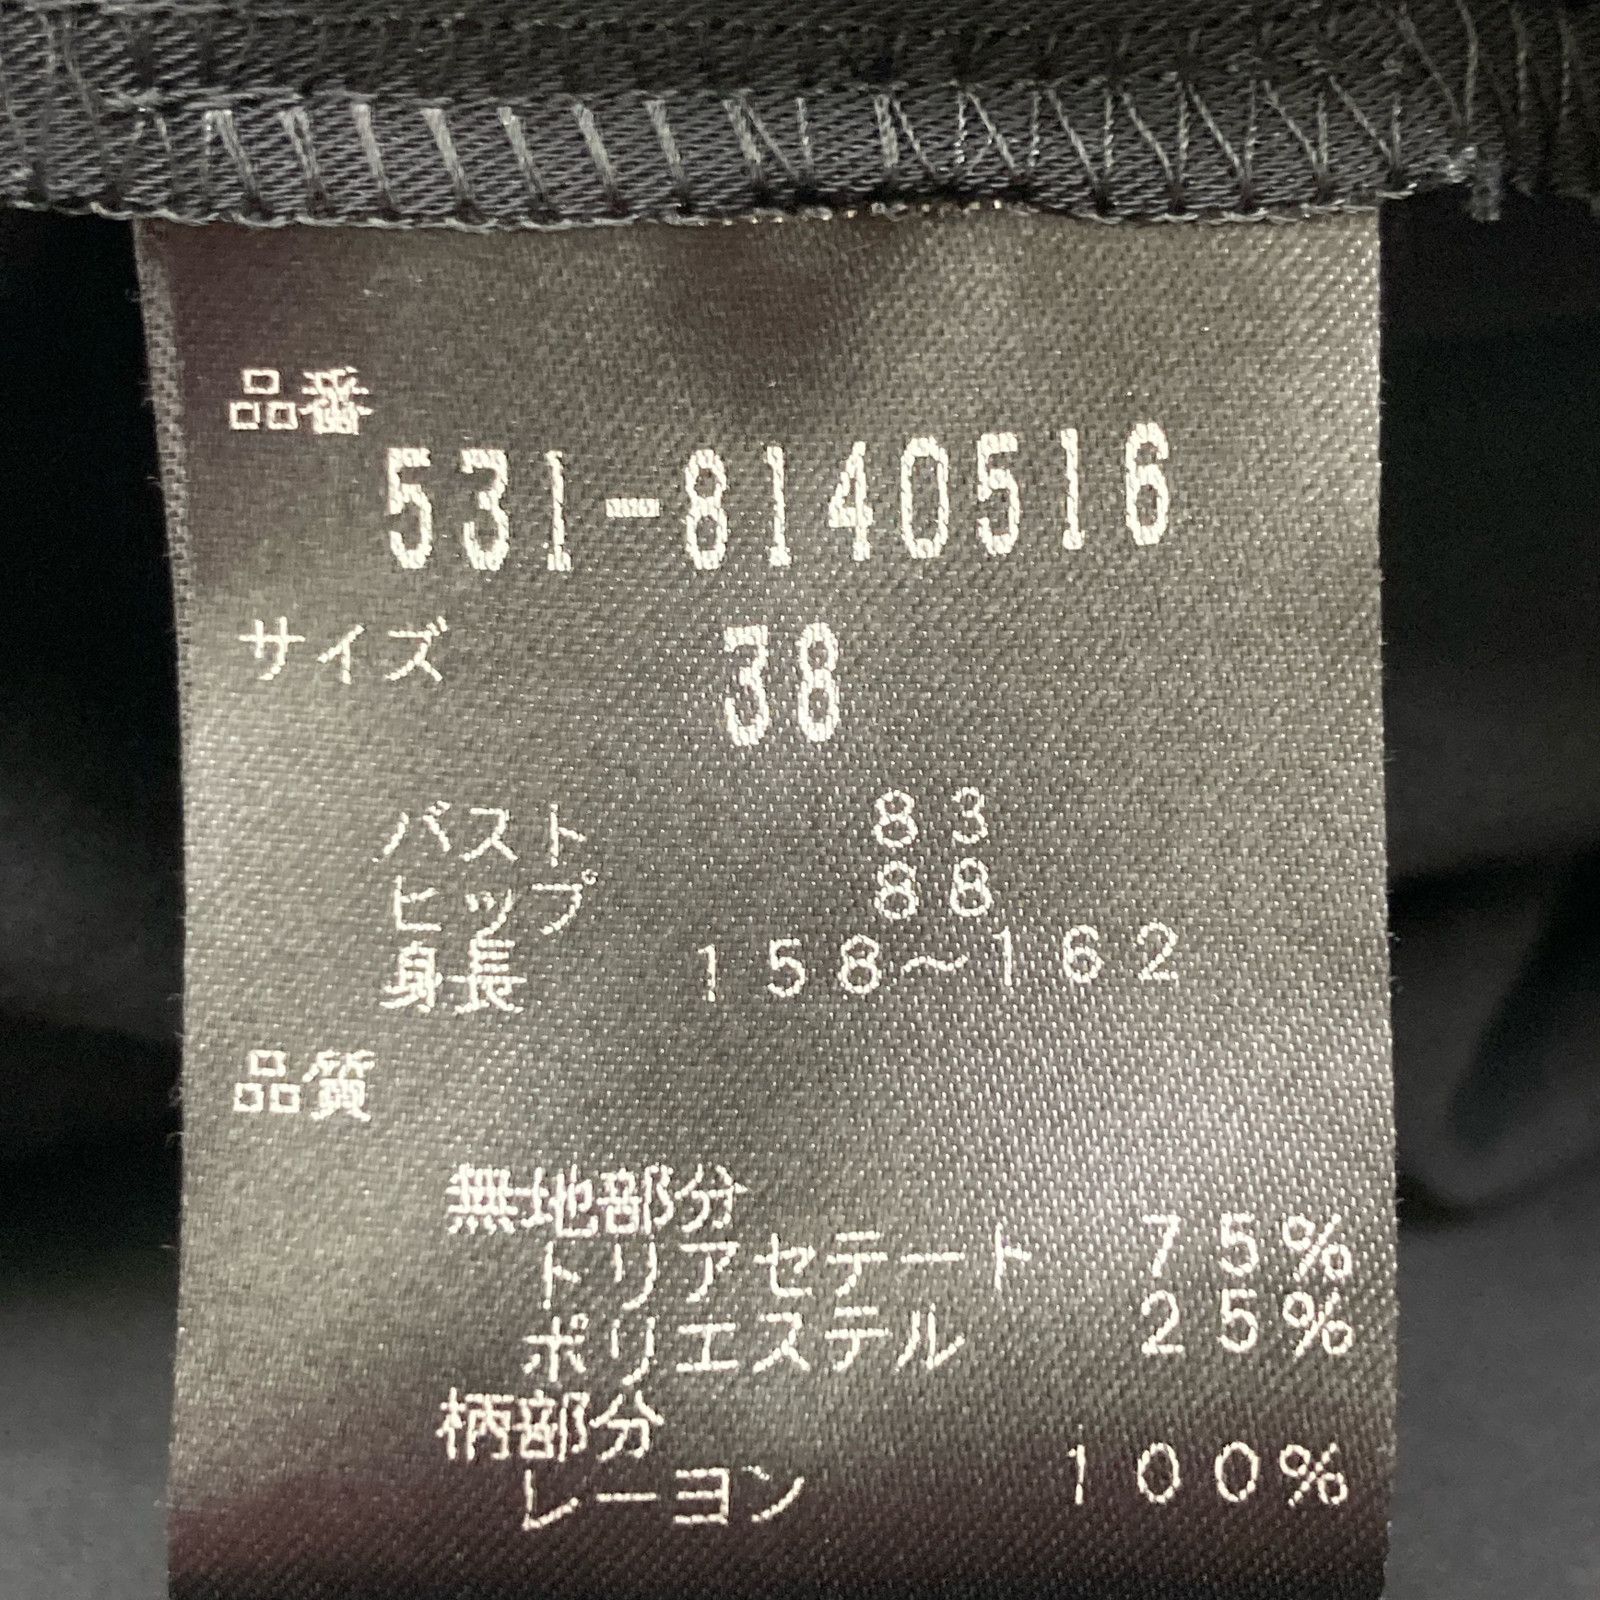 品番
531-8140516
サイズ 38
バスト 83
ヒップ 88
身長 158～162
品質
無地部分
トリアセテート 75%
ポリエステル 25%
柄部分
レーヨン 100%